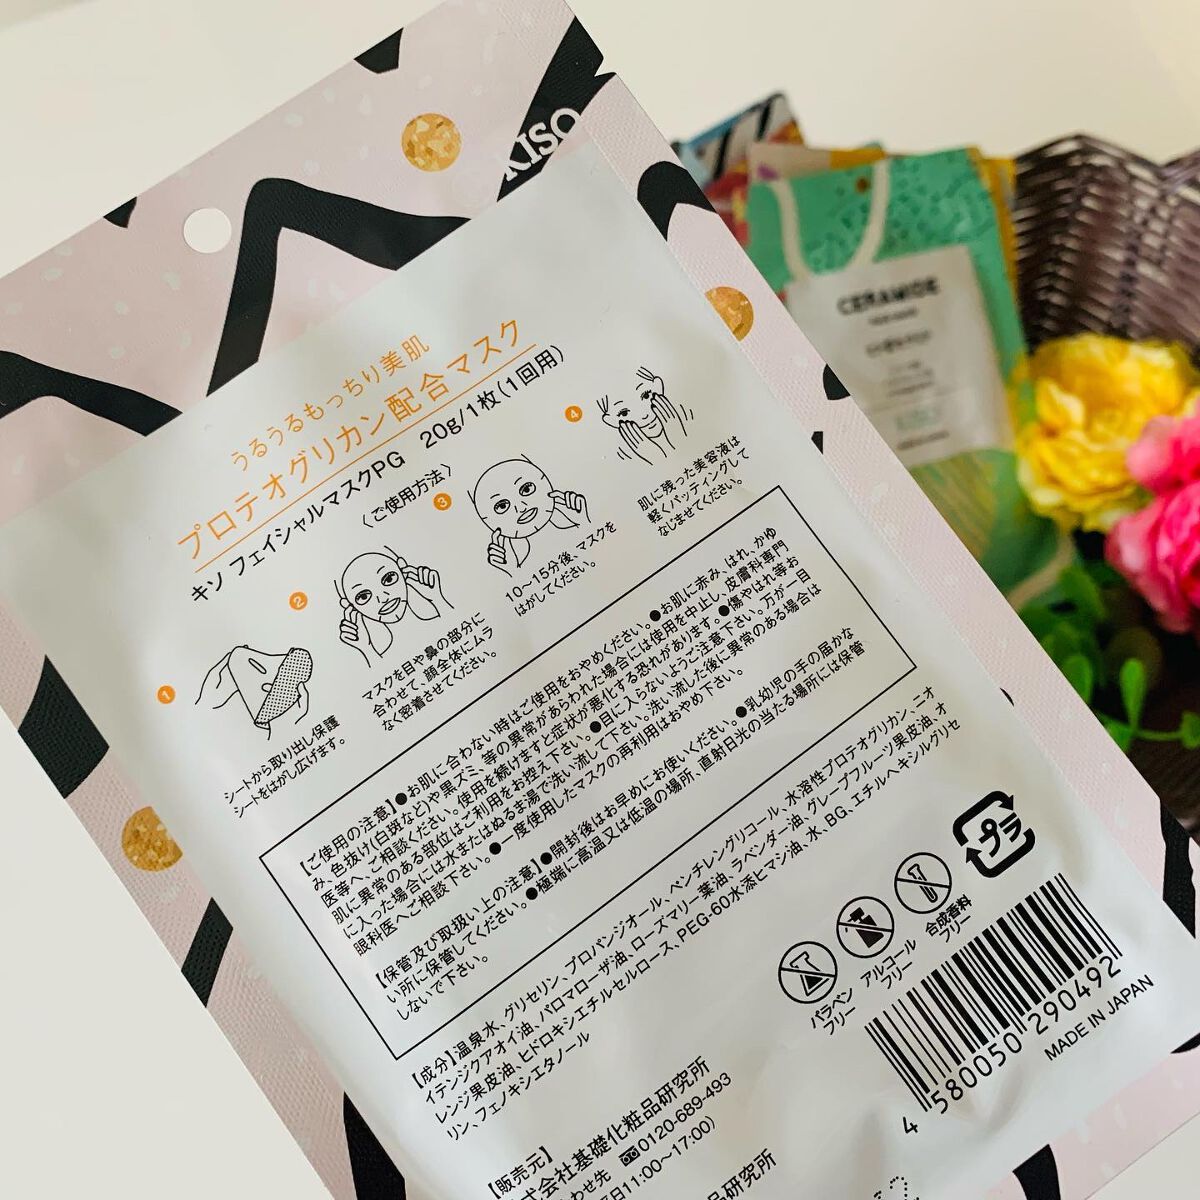 KISO
うるうるもっちり美肌
プロテオグリカン配合マスク
キソ フェイシャルマスクPG 20g/1枚(1回用)
〈ご使用方法〉
1
シートから取り出し保護
シートをはがし広げます。
2
マスクを目や鼻の部分に
合わせて、顔全体にムラ
なく密着させてください。
3
10〜15分後、マスクを
はがしてください。
4
肌に残った美容液は
軽くパッティングして
なじませてください。
【ご使用の注意】●お肌に合わない時はご使用をおやめください。●お肌に赤み、はれ、かゆ
み、色抜け(白斑など)や黒ズミ、等の異常があらわれた場合には使用を中止し、皮膚科専門
医等へ、ご相談ください。使用を続けますと症状が悪化する恐れがあります。●傷やはれ等お
肌に異常のある部位はご利用をお控え下さい。●目に入らないようご注意下さい。万が一目
に入った場合には水またはぬるま湯で洗い流して下さい。洗い流した後に異常のある場合は
眼科医へご相談下さい。●一度使用したマスクの再利用はおやめ下さい。
【保管及び取扱い上の注意】●開封後はお早めにお使いください。●乳幼児の手の届かな
い所に保管してください。●極端に高温又は低温の場所、直射日光の当たる場所には保管
しないで下さい。
【成分】温泉水、グリセリン、プロパンジオール、ペンチレングリコール、水溶性プロテオグリカン、ニオ
イテンジクアオイ油、パロマローザ油、ローズマリー葉油、ラベンダー油、グレープフルーツ果皮油、オ
レンジ果皮油、ヒドロキシエチルセルロース、PEG-60水添ヒマシ油、水、BG、エチルヘキシルグリセ
リン、フェノキシエタノール
パラベン
フリー
アルコール
フリー
合成香料
フリー
プラ
【販売元】
式会社基礎化粧品研究所
わせ先 0120-689-493
日11:00〜17:00)
品研究所
4 580050 290492
MADE IN JAPAN
CERAMIDE